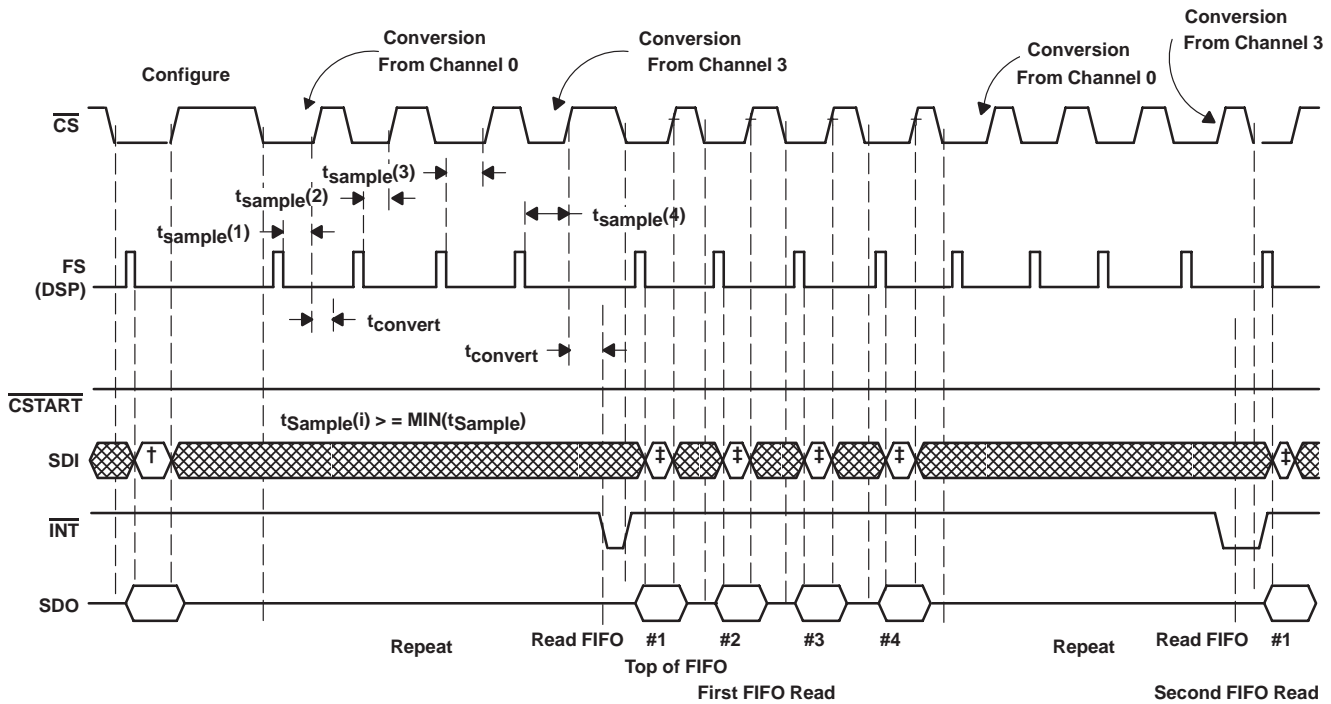 Conversion
From Channel 0
Conversion
From Channel 3
Conversion
From Channel 0
Conversion
From Channel 3
Configure
CS
tsample(3)
tsample(2)
tsample(4)
tsample(1)
FS
(DSP)
tconvert
tconvert
CSTART
tSample(i) > = MIN(tSample)
SDI
†
‡
‡
‡
‡
‡
INT
SDO
Repeat
Read FIFO
#1
#2
#3
#4
Repeat
Read FIFO
#1
Top of FIFO
First FIFO Read
Second FIFO Read